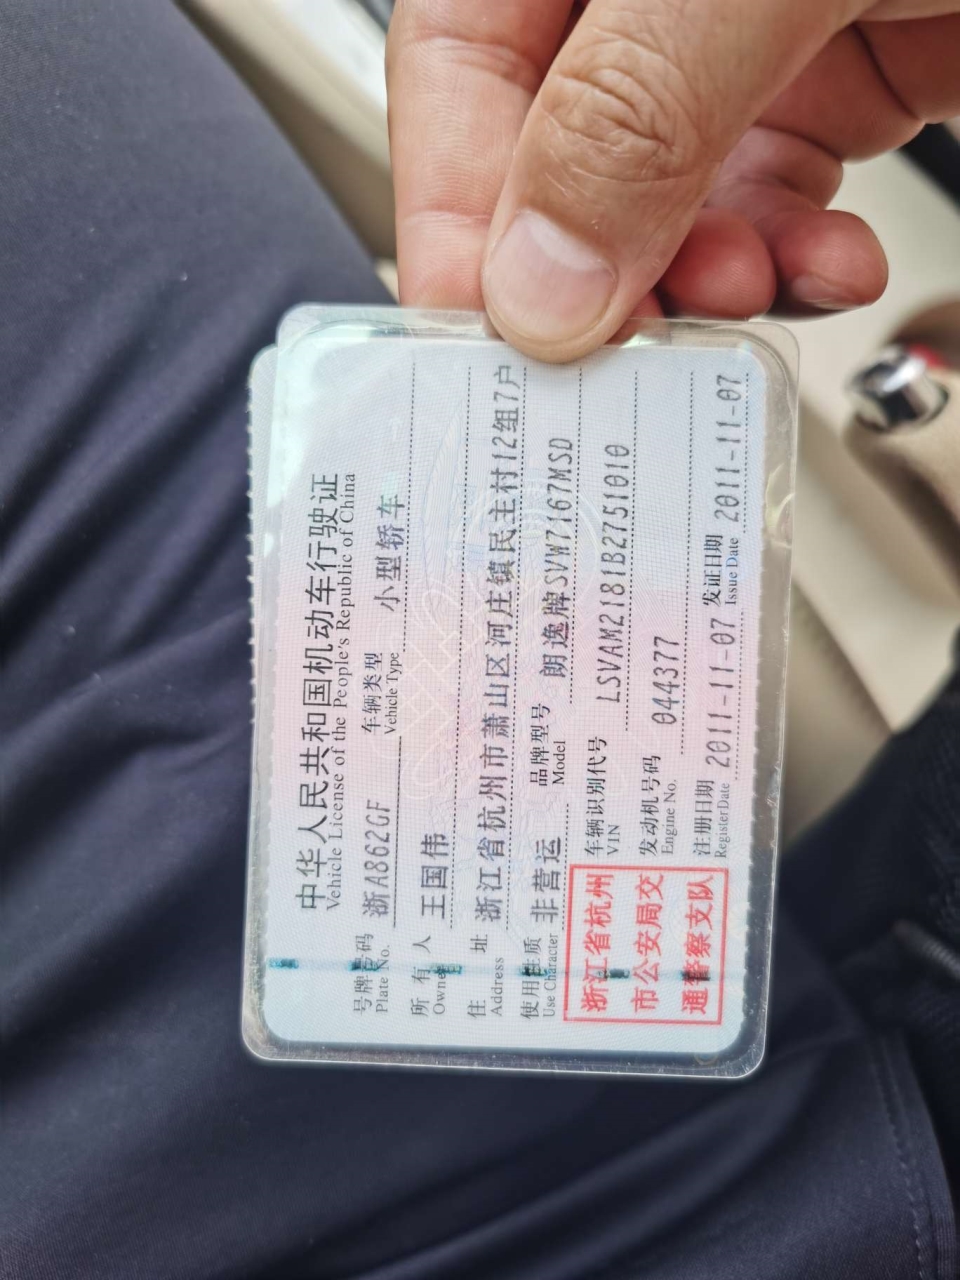 中华人民共和国机动车行驶证
Vehicle License of the People's Republic of China
号牌号码 浙A862GF 车辆类型 小型轿车
Plate No. Vehicle Type
所有人 王国伟
Owner
住址 浙江省杭州市萧山区河庄镇民主村12组7户
Address
使用性质 非营运 品牌型号 朗逸牌SVW7167MSD
Use Character Model
浙江省杭州
市公安局交
通警察支队
车辆识别代号 LSVAM2181B2751010
VIN
发动机号码 044377
Engine No.
注册日期 2011-11-07 发证日期 2011-11-07
Register Date Issue Date